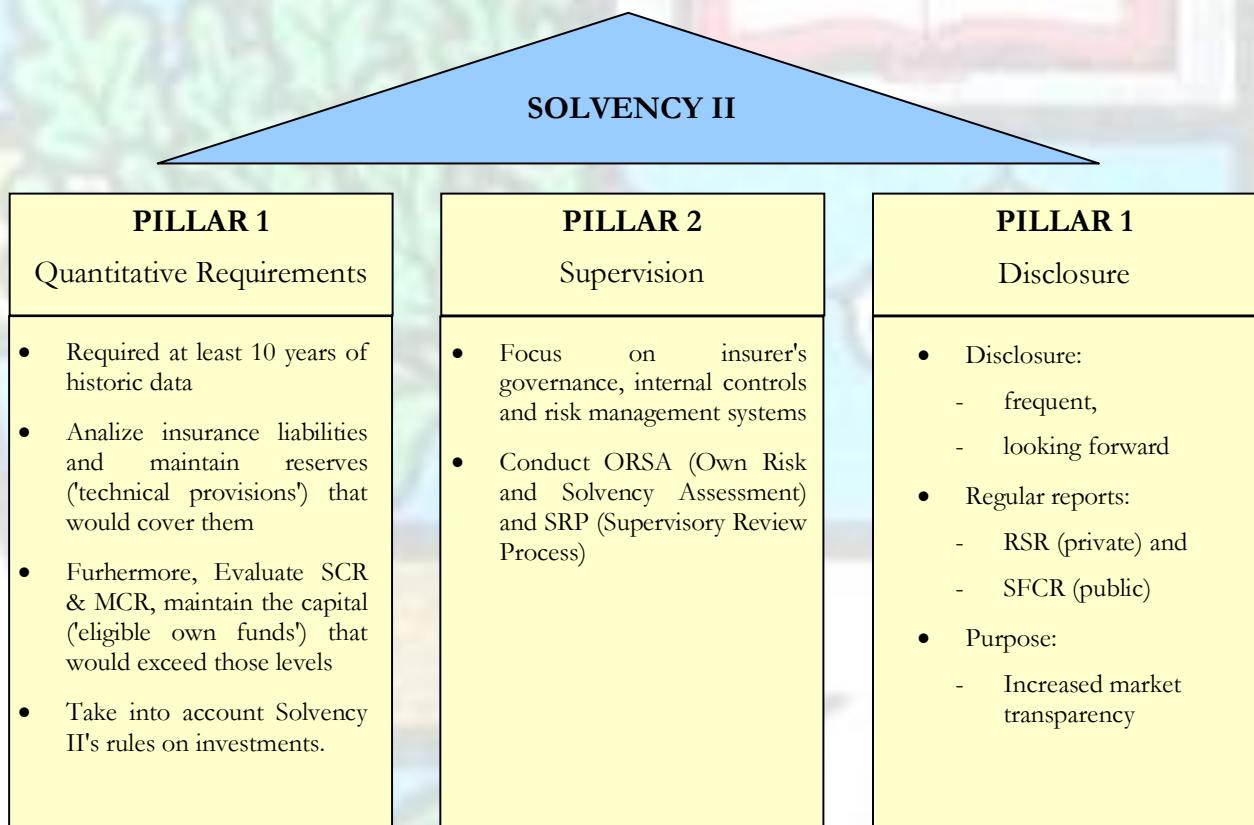 SOLVENCY II
PILLAR 1
Quantitative Requirements
• Required at least 10 years of
historic data
• Analize insurance liabilities
and maintain reserves
('technical provisions') that
would cover them
• Furhermore, Evaluate SCR
& MCR, maintain the capital
('eligible own funds') that
would exceed those levels
• Take into account Solvency
II's rules on investments.
PILLAR 2
Supervision
• Focus on insurer's
governance, internal controls
and risk management systems
• Conduct ORSA (Own Risk
and Solvency Assessment)
and SRP (Supervisory Review
Process)
PILLAR 1
Disclosure
• Disclosure:
- frequent,
- looking forward
• Regular reports:
- RSR (private) and
- SFCR (public)
• Purpose:
- Increased market
transparency